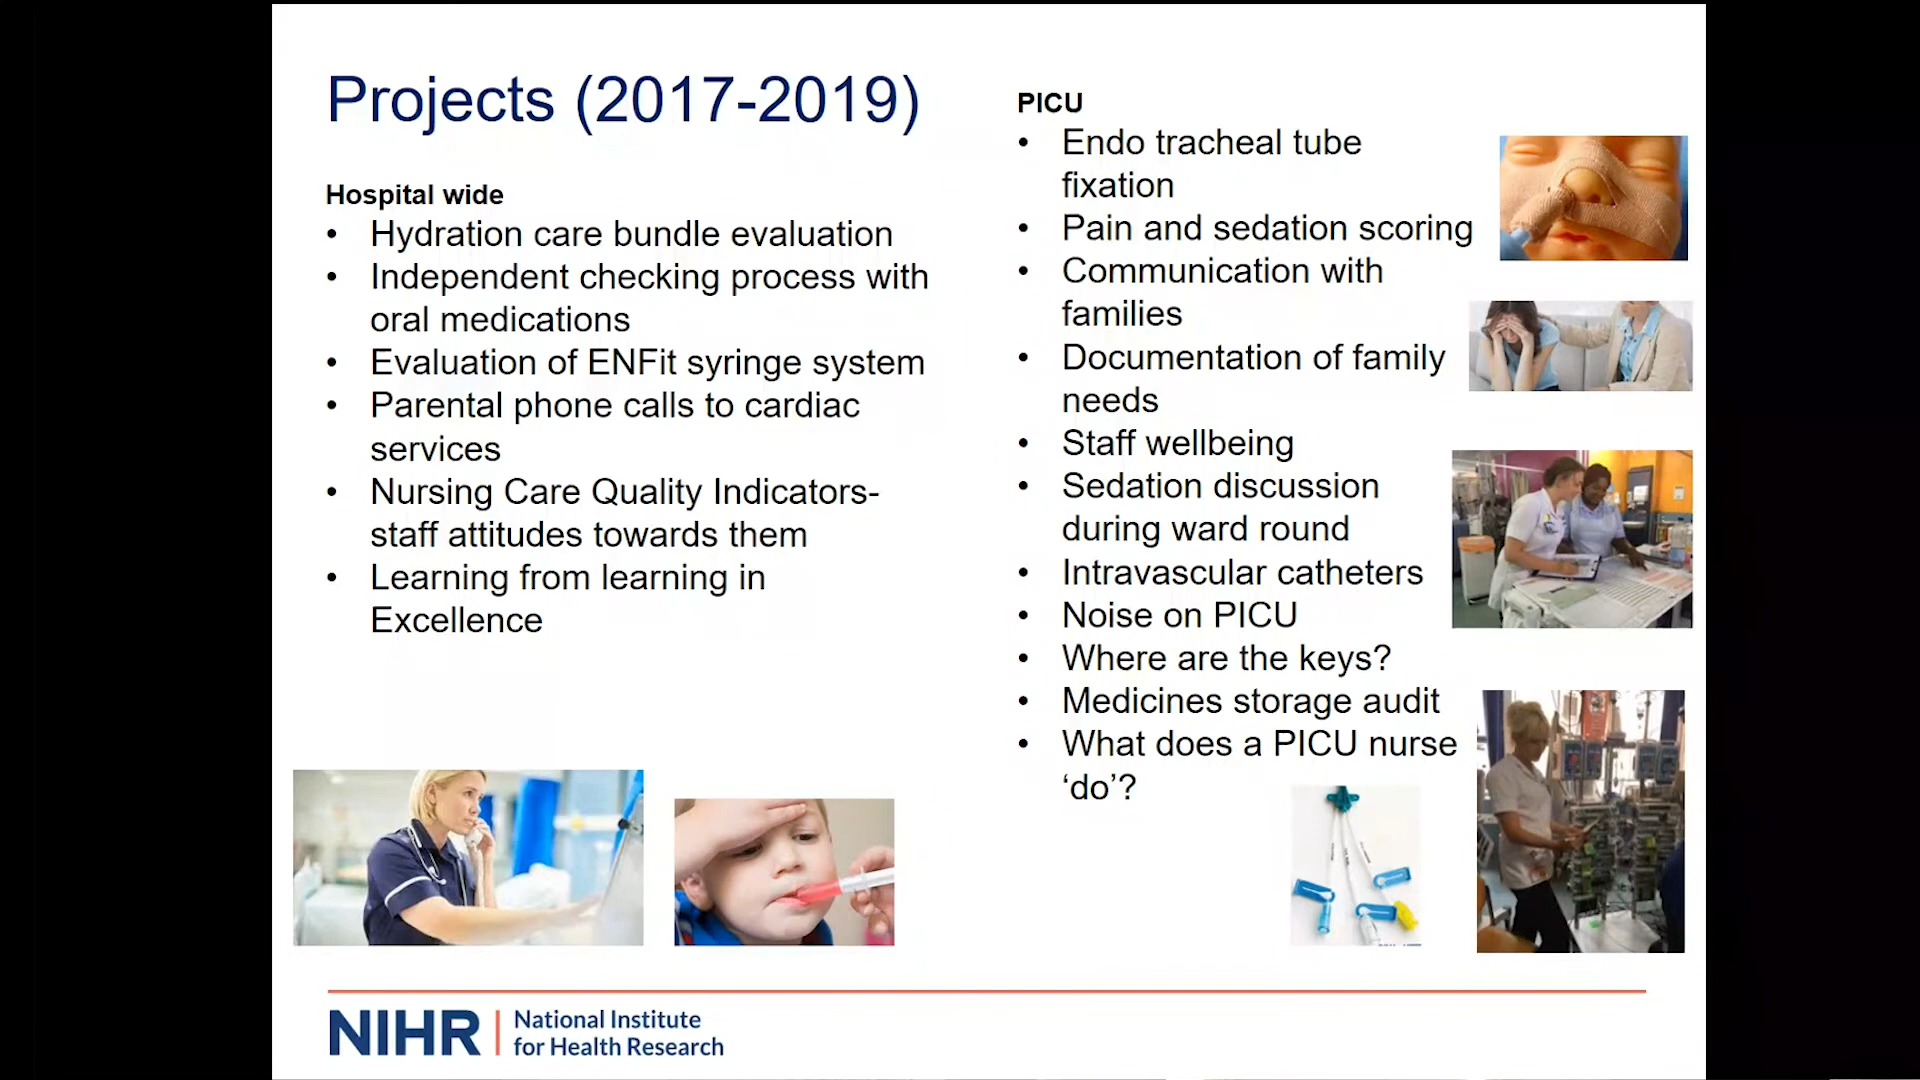 Projects (2017-2019)
Hospital wide
• Hydration care bundle evaluation
• Independent checking process with
oral medications
• Evaluation of ENFit syringe system
• Parental phone calls to cardiac
services
• Nursing Care Quality Indicators-
staff attitudes towards them
• Learning from learning in
Excellence
PICU
• Endo tracheal tube
fixation
• Pain and sedation scoring
• Communication with
families
• Documentation of family
needs
• Staff wellbeing
• Sedation discussion
during ward round
• Intravascular catheters
• Noise on PICU
• Where are the keys?
• Medicines storage audit
• What does a PICU nurse
‘do’?
NIHR | National Institute
for Health Research